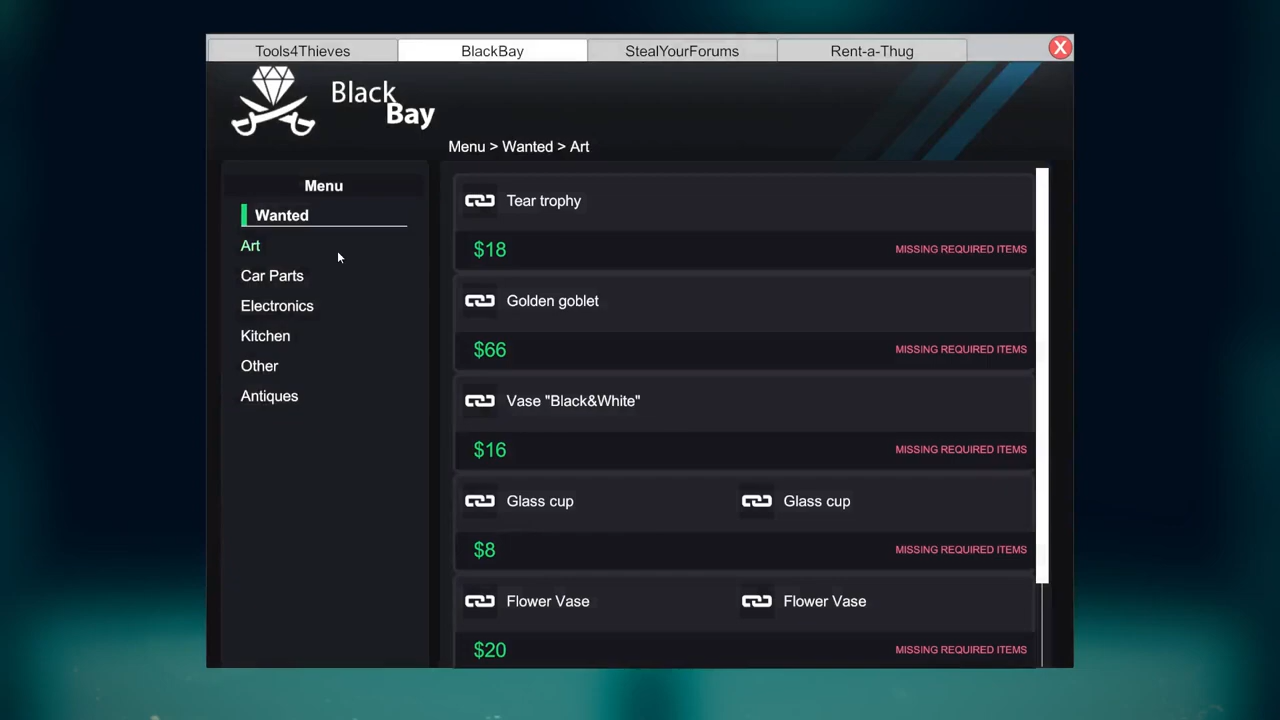 Tools4Thieves BlackBay StealYourForums Rent-a-Thug X
Black
Bay
Menu > Wanted > Art
Menu
Wanted
Art
Car Parts
Electronics
Kitchen
Other
Antiques
Tear trophy
$18 MISSING REQUIRED ITEMS
Golden goblet
$66 MISSING REQUIRED ITEMS
Vase "Black&White"
$16 MISSING REQUIRED ITEMS
Glass cup Glass cup
$8 MISSING REQUIRED ITEMS
Flower Vase Flower Vase
$20 MISSING REQUIRED ITEMS